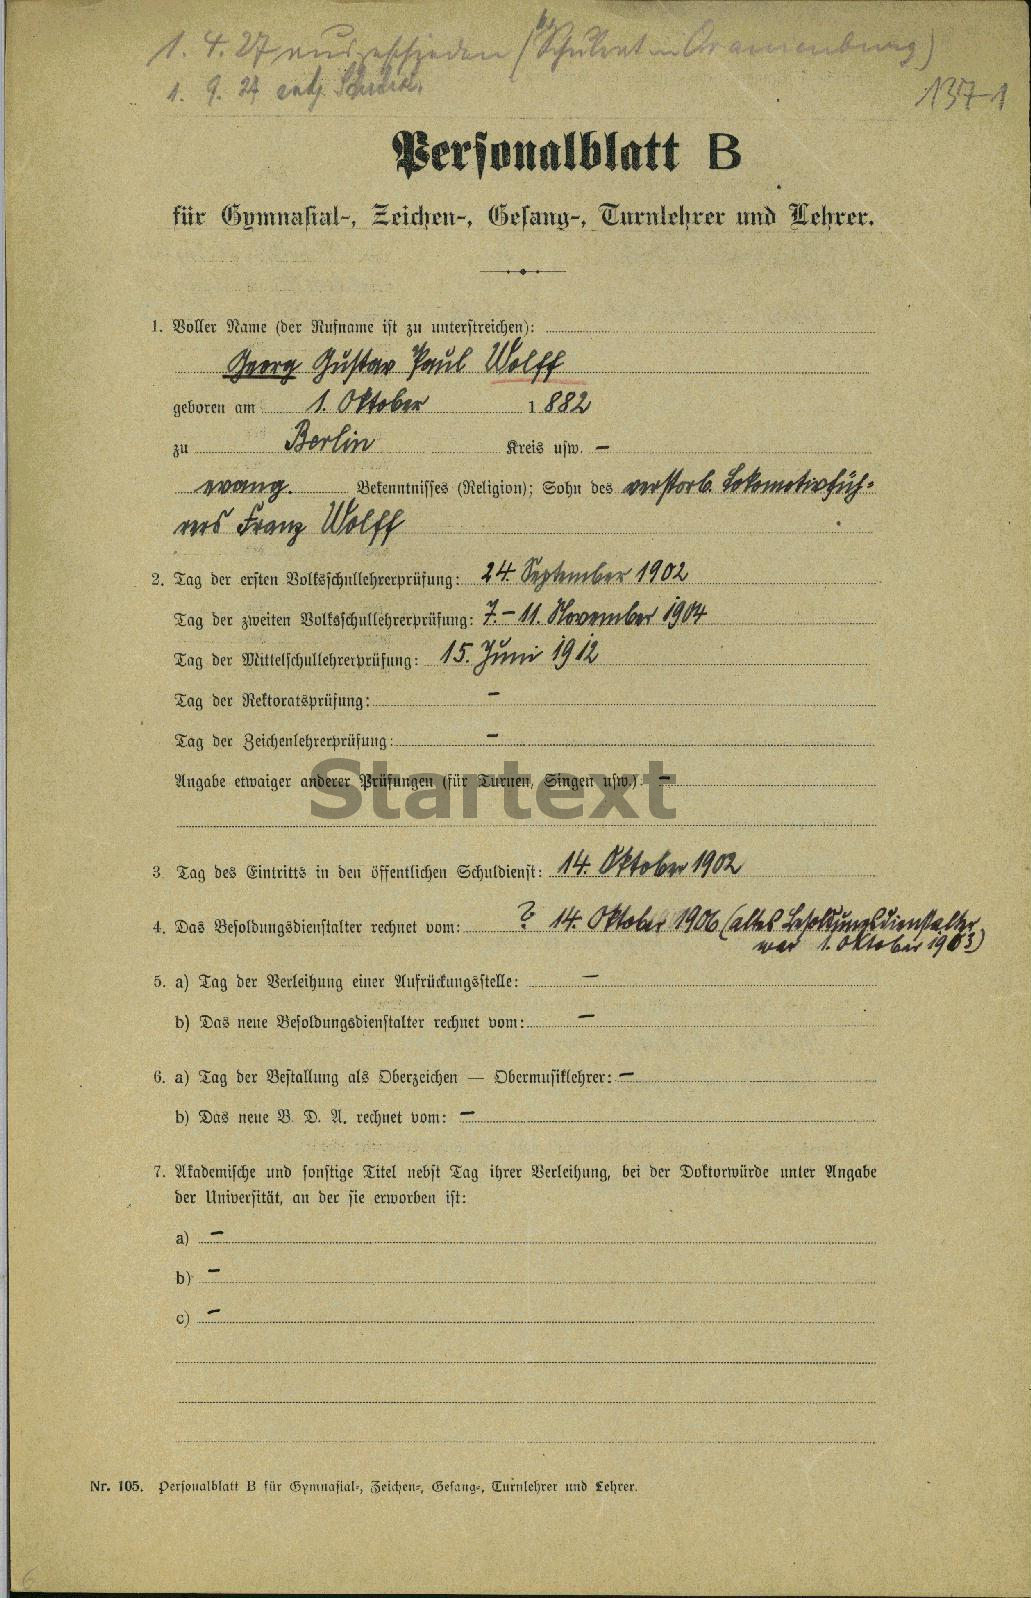 1. 4. 27 ausgeschieden (Schulrat in Oranienburg)
1. 9. 24
137-1
Personalblatt B
für Gymnasial-, Zeichen-, Gesang-, Turnlehrer und Lehrer.
1. Voller Name (der Rufname ist zu unterstreichen):
Georg Gustav Paul Wolff
geboren am 1. Oktober 1882
zu Berlin Kreis usw. –
evang. Bekenntnisses (Religion); Sohn des verstorb. Lokomotivfüh-
rers Franz Wolff
2. Tag der ersten Volksschullehrerprüfung: 24. September 1902
Tag der zweiten Volksschullehrerprüfung: 7.–11. November 1904
Tag der Mittelschullehrerprüfung: 15. Juni 1912
Tag der Rektoratsprüfung: –
Tag der Zeichenlehrerprüfung: –
Angabe etwaiger anderer Prüfungen (für Turnen, Singen usw.): –
Startext
3. Tag des Eintritts in den öffentlichen Schuldienst: 14. Oktober 1902
4. Das Besoldungsdienstalter rechnet vom: ? 14. Oktober 1906 (altes Besoldungsdienstalter
war 1. Oktober 1903)
5. a) Tag der Verleihung einer Aufrückungsstelle: –
b) Das neue Besoldungsdienstalter rechnet vom: –
6. a) Tag der Bestallung als Oberzeichen — Obermusiklehrer: –
b) Das neue B. D. A. rechnet vom: –
7. Akademische und sonstige Titel nebst Tag ihrer Verleihung, bei der Doktorwürde unter Angabe
der Universität, an der sie erworben ist:
a) –
b) –
c) –
Nr. 105. Personalblatt B für Gymnasial-, Zeichen-, Gesang-, Turnlehrer und Lehrer.
6